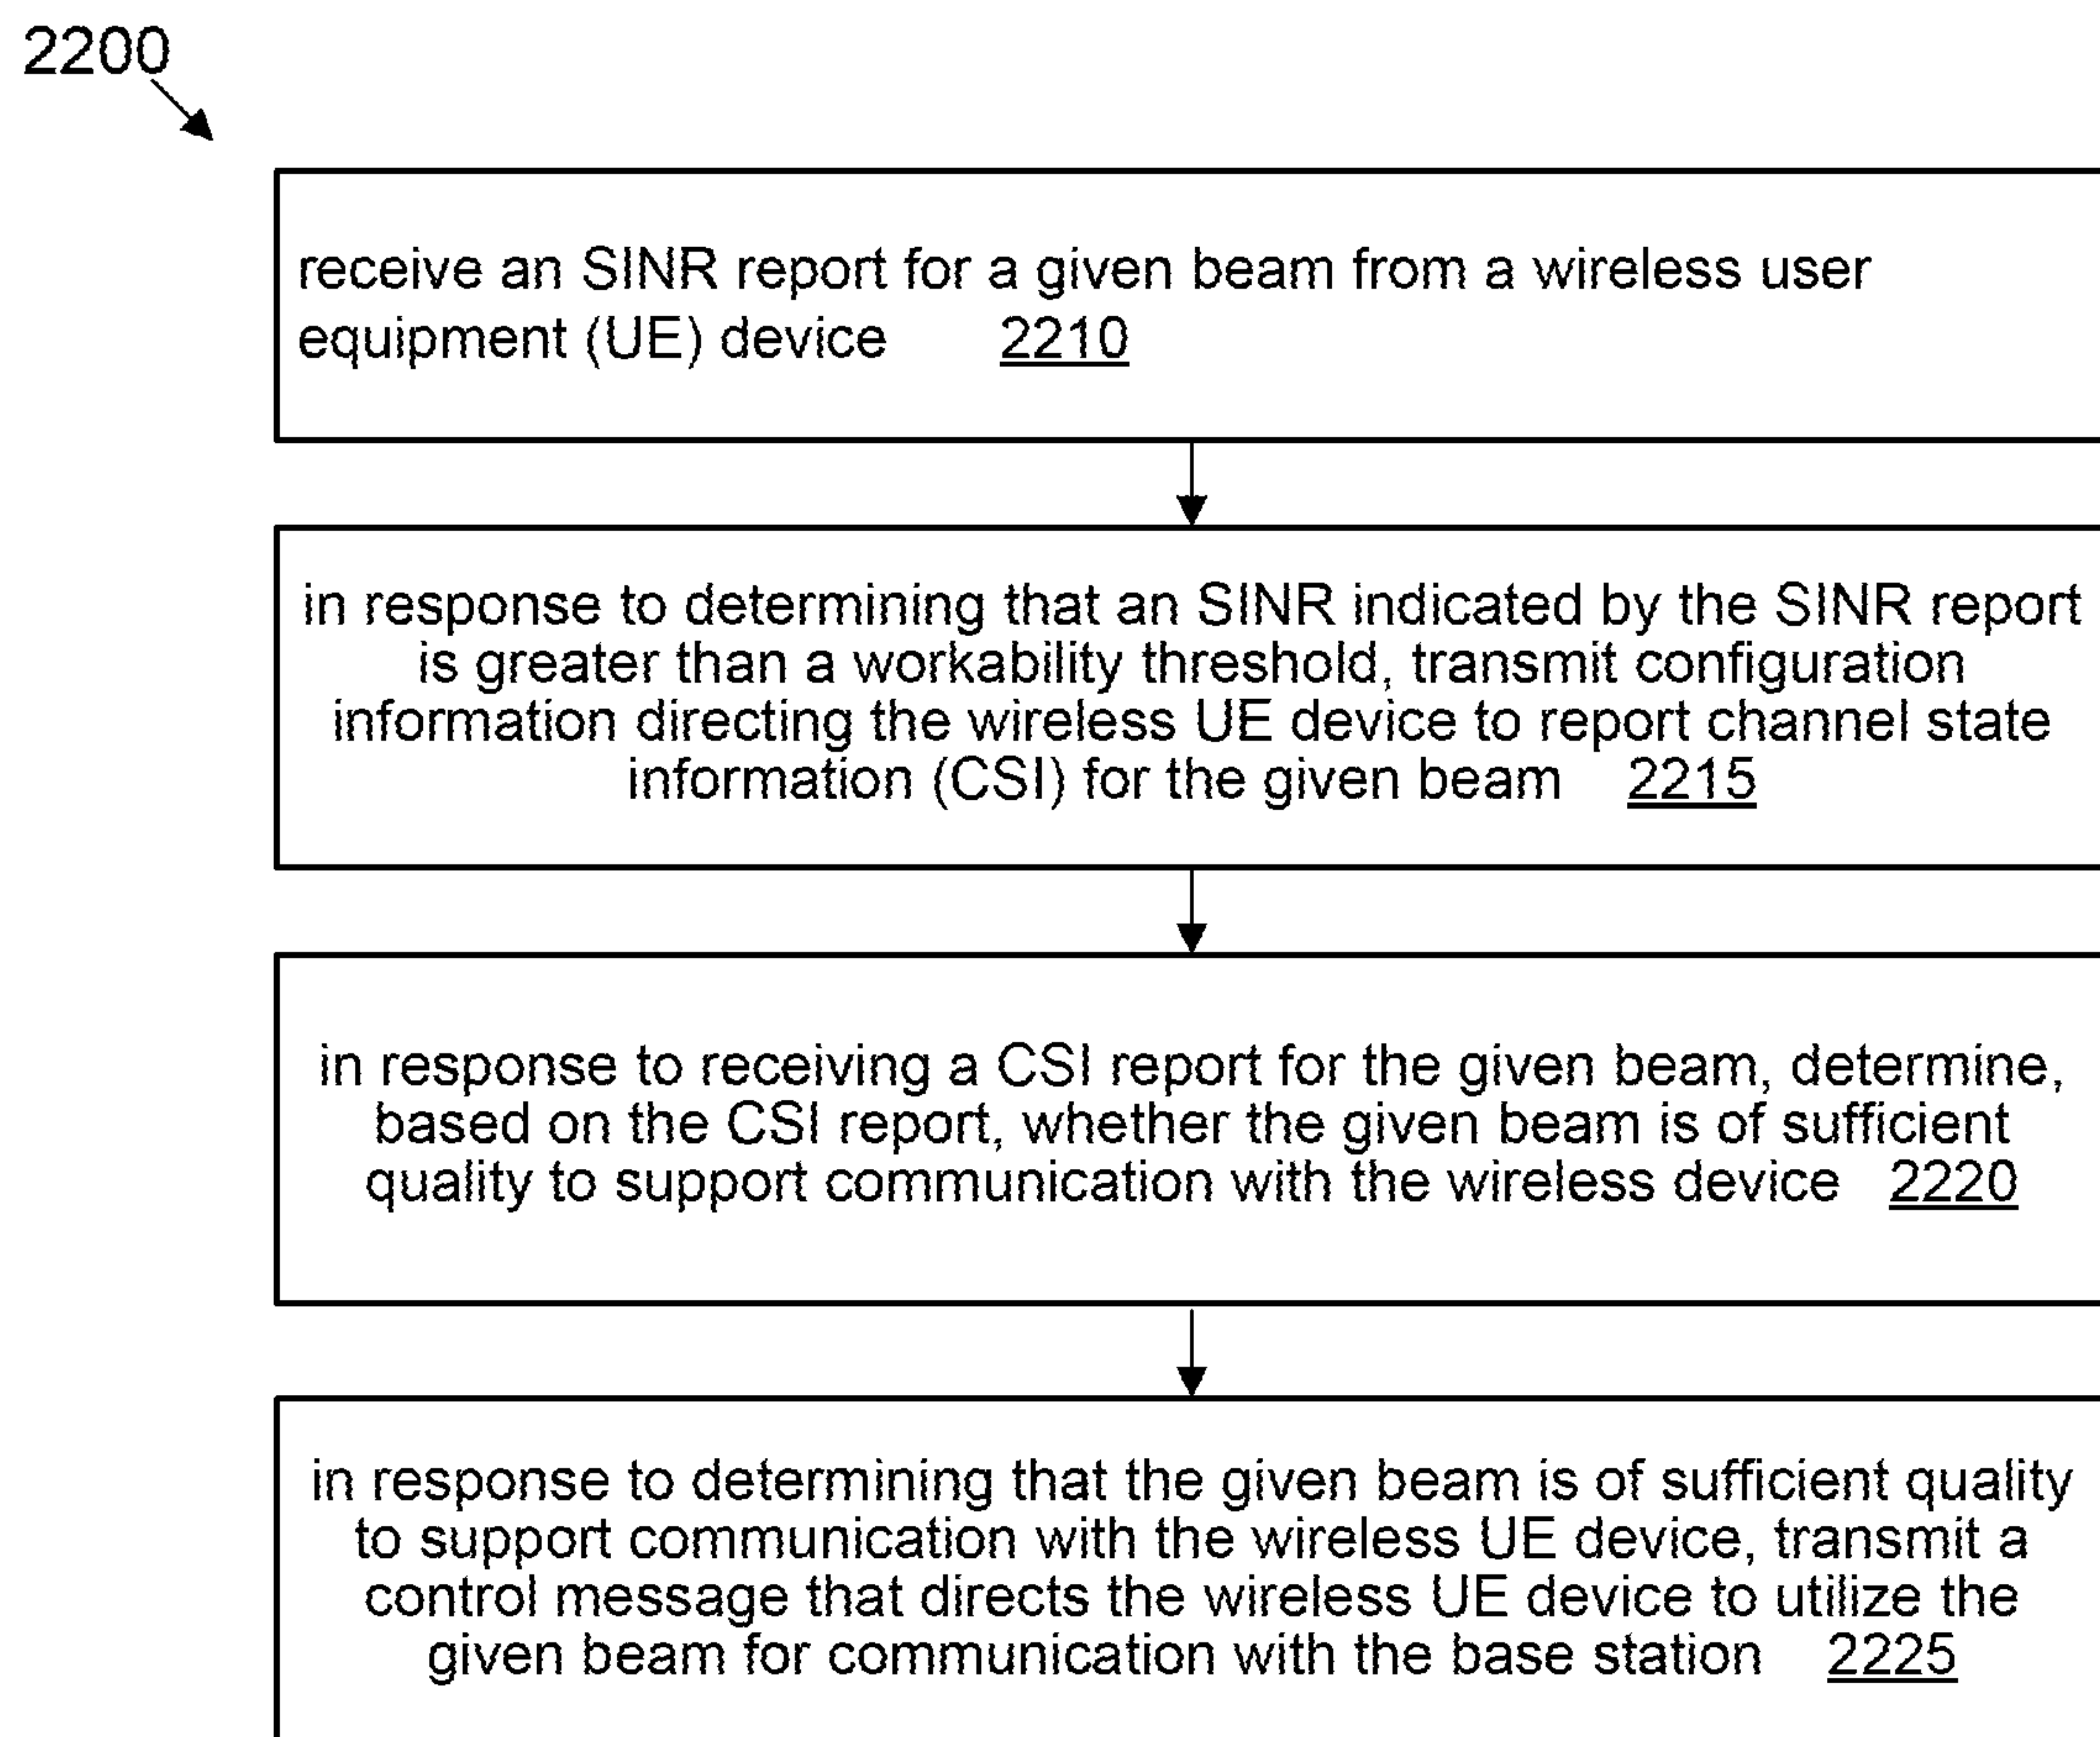 2200
receive an SINR report for a given beam from a wireless user
equipment (UE) device 2210
in response to determining that an SINR indicated by the SINR report
is greater than a workability threshold, transmit configuration
information directing the wireless UE device to report channel state
information (CSI) for the given beam 2215
in response to receiving a CSI report for the given beam, determine,
based on the CSI report, whether the given beam is of sufficient
quality to support communication with the wireless device 2220
in response to determining that the given beam is of sufficient quality
to support communication with the wireless UE device, transmit a
control message that directs the wireless UE device to utilize the
given beam for communication with the base station 2225